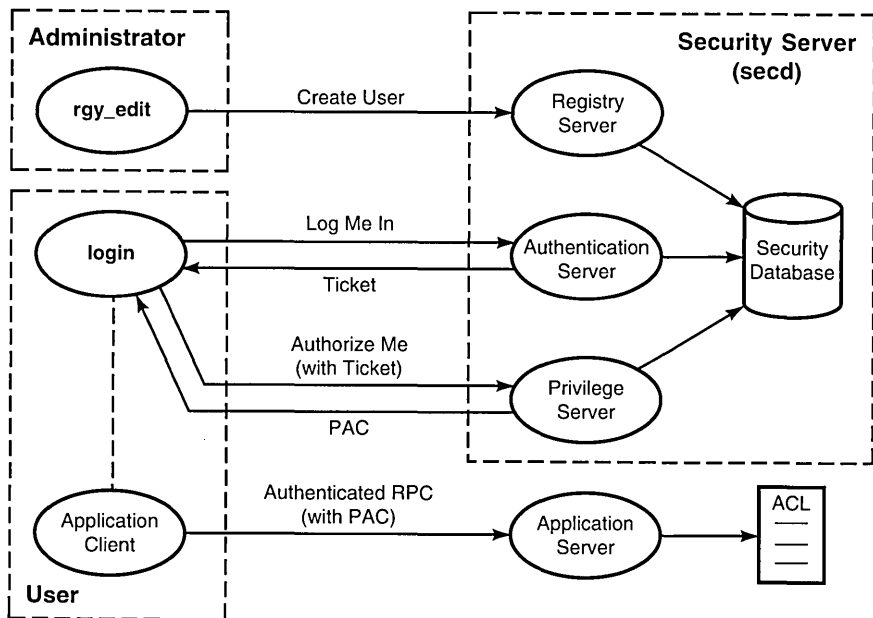 Administrator
rgy_edit
Create User
Security Server
(secd)
Registry
Server
login
Log Me In
Ticket
Authentication
Server
Security
Database
Authorize Me
(with Ticket)
PAC
Privilege
Server
Application
Client
Authenticated RPC
(with PAC)
Application
Server
ACL
User